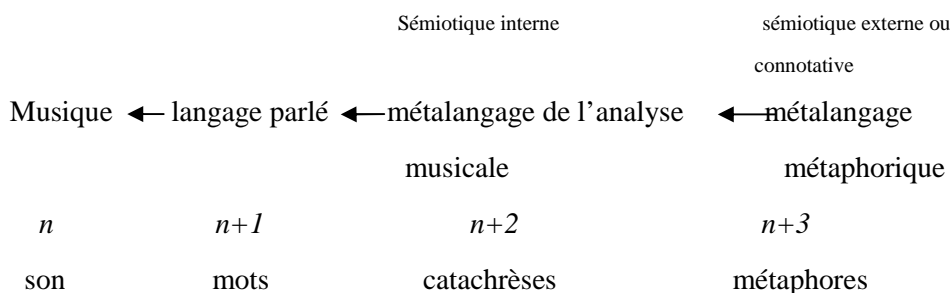 Sémiotique interne sémiotique externe ou
connotative
Musique langage parlé métalangage de l’analyse métalangage
musicale métaphorique
n n+1 n+2 n+3
son mots catachrèses métaphores